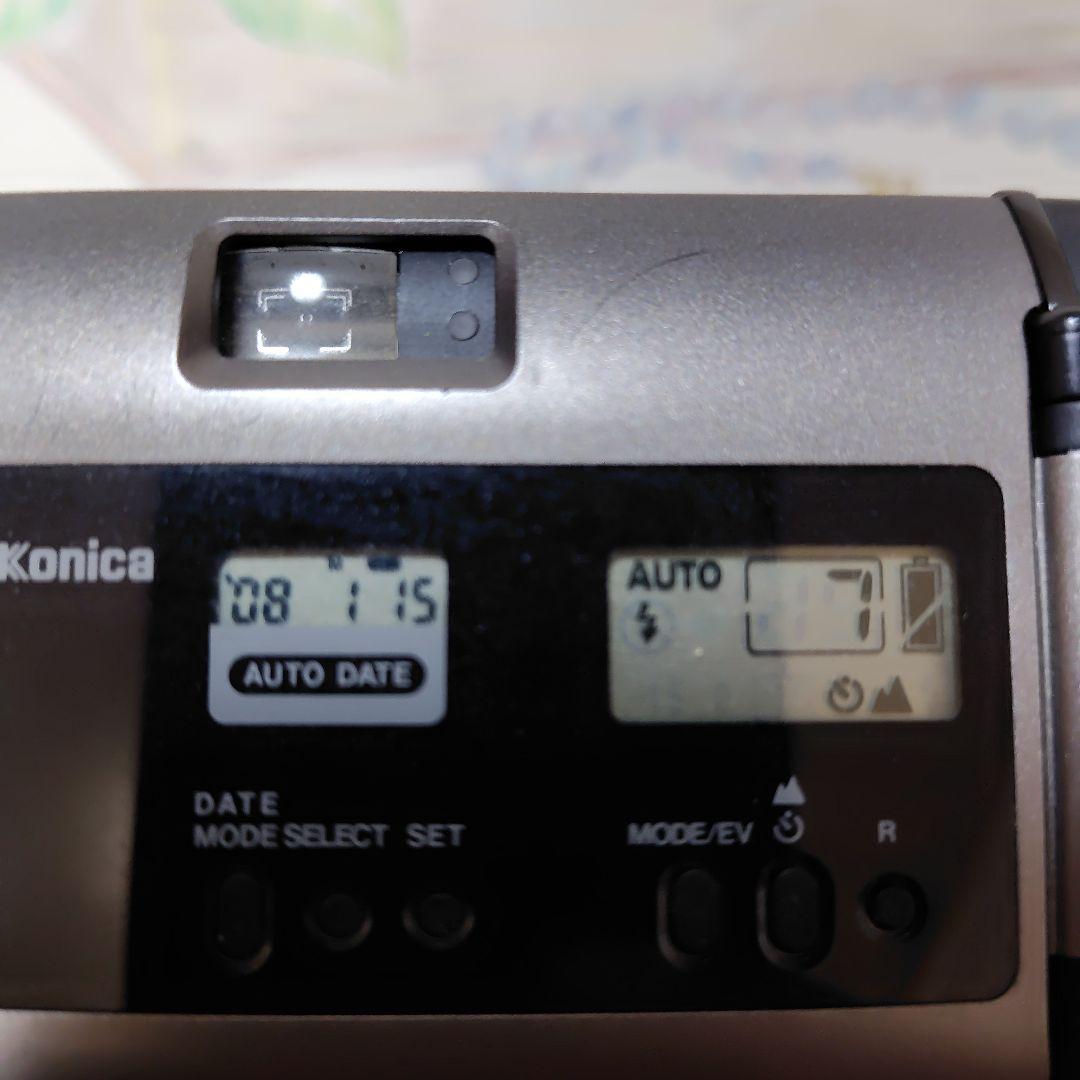 Konica
'08 1 15
AUTO DATE
AUTO 7
DATE
MODE SELECT SET
MODE/EV R